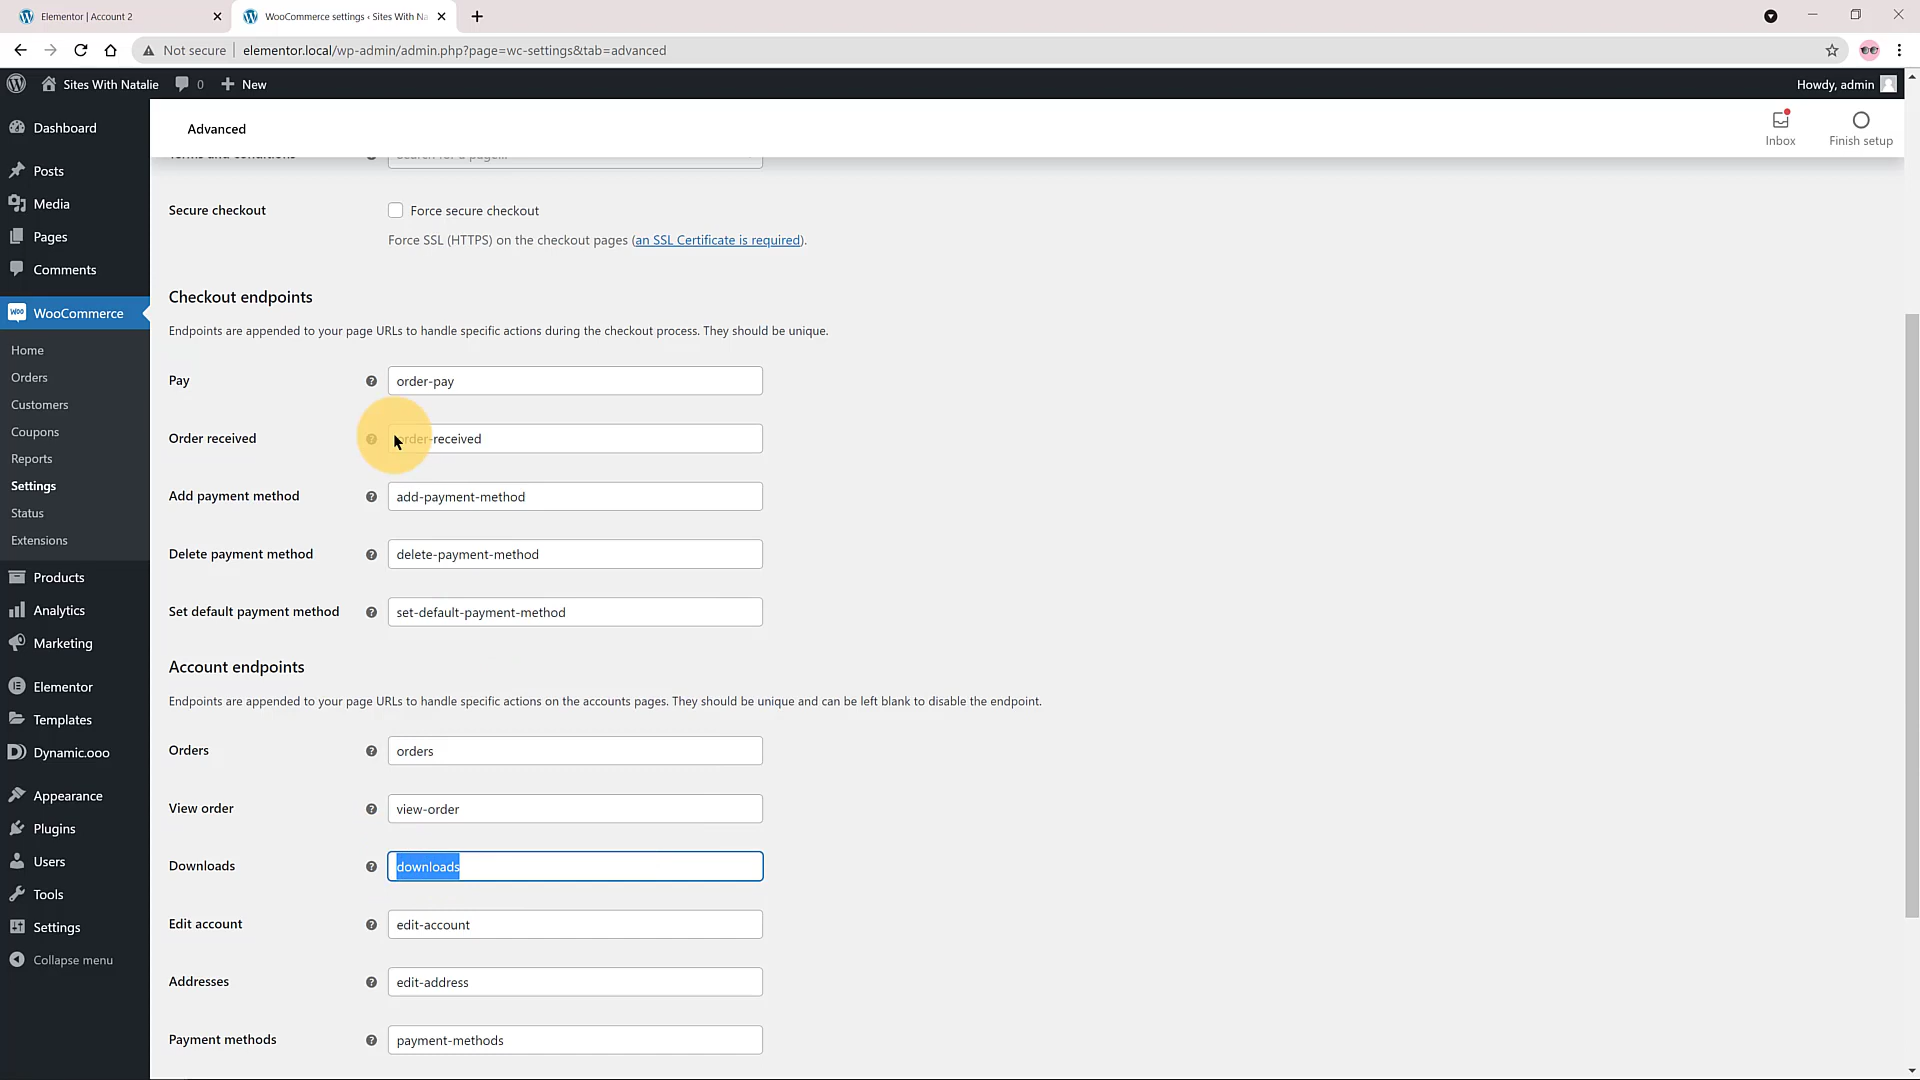 Elementor | Account 2
WooCommerce settings ‹ Sites With Na
Not secure
elementor.local/wp-admin/admin.php?page=wc-settings&tab=advanced
Sites With Natalie
0
New
Howdy, admin
Dashboard
Posts
Media
Pages
Comments
WooCommerce
Home
Orders
Customers
Coupons
Reports
Settings
Status
Extensions
Products
Analytics
Marketing
Elementor
Templates
Dynamic.ooo
Appearance
Plugins
Users
Tools
Settings
Collapse menu
Advanced
Inbox
Finish setup
Terms and conditions
Search for a page...
Secure checkout
Force secure checkout
Force SSL (HTTPS) on the checkout pages (an SSL Certificate is required).
Checkout endpoints
Endpoints are appended to your page URLs to handle specific actions during the checkout process. They should be unique.
Pay
order-pay
Order received
order-received
Add payment method
add-payment-method
Delete payment method
delete-payment-method
Set default payment method
set-default-payment-method
Account endpoints
Endpoints are appended to your page URLs to handle specific actions on the accounts pages. They should be unique and can be left blank to disable the endpoint.
Orders
orders
View order
view-order
Downloads
downloads
Edit account
edit-account
Addresses
edit-address
Payment methods
payment-methods